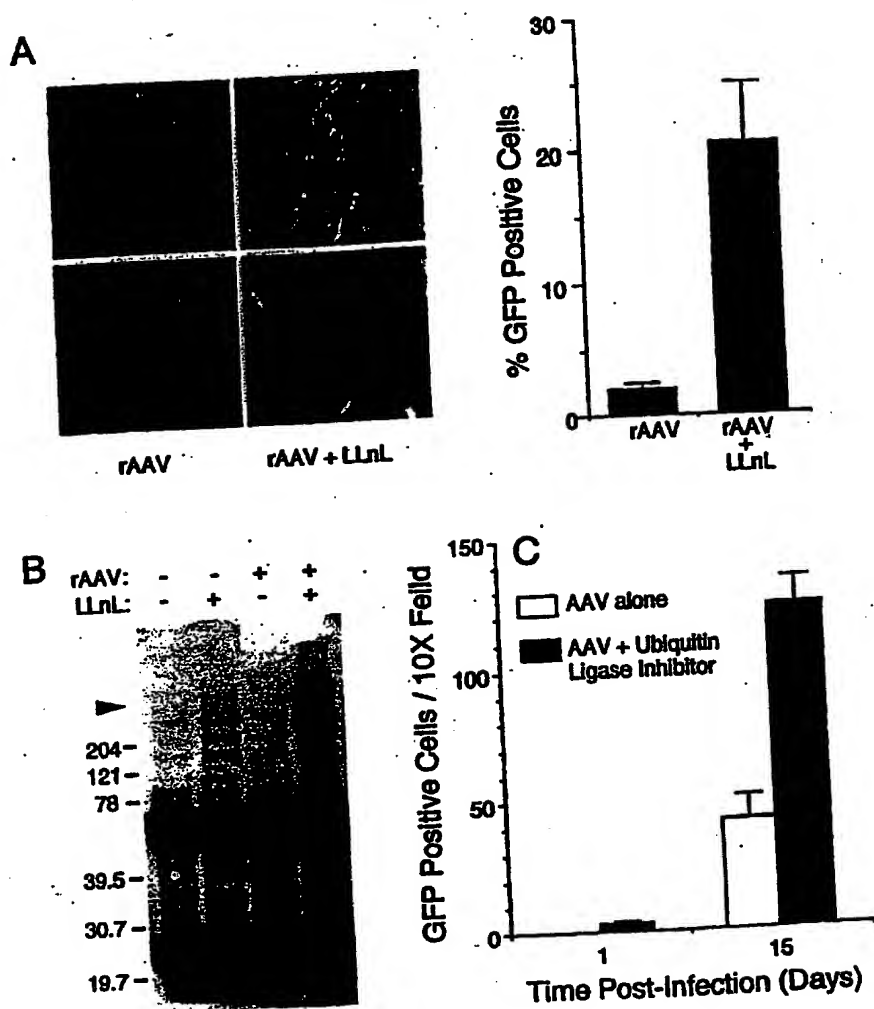 A
rAAV
rAAV + LLnL
% GFP Positive Cells
30
20
10
0
rAAV
rAAV
+
LLnL
B
rAAV: - - + +
LLnL: - + - +
204
121
78
39.5
30.7
19.7
C
GFP Positive Cells / 10X Feild
150
100
50
0
AAV alone
AAV + Ubiquitin
Ligase Inhibitor
1
15
Time Post-Infection (Days)